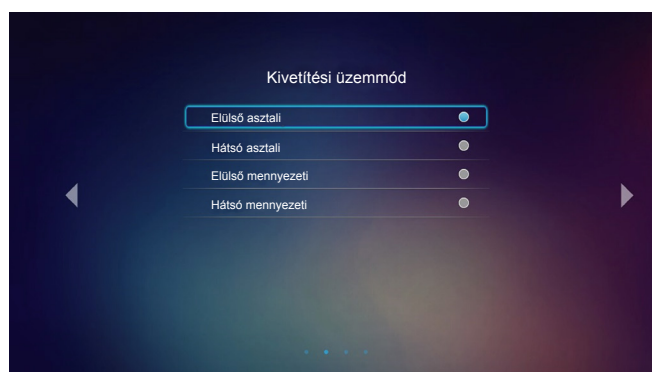 Kivetítési üzemmód
Elülső asztali
Hátsó asztali
Elülső mennyezeti
Hátsó mennyezeti